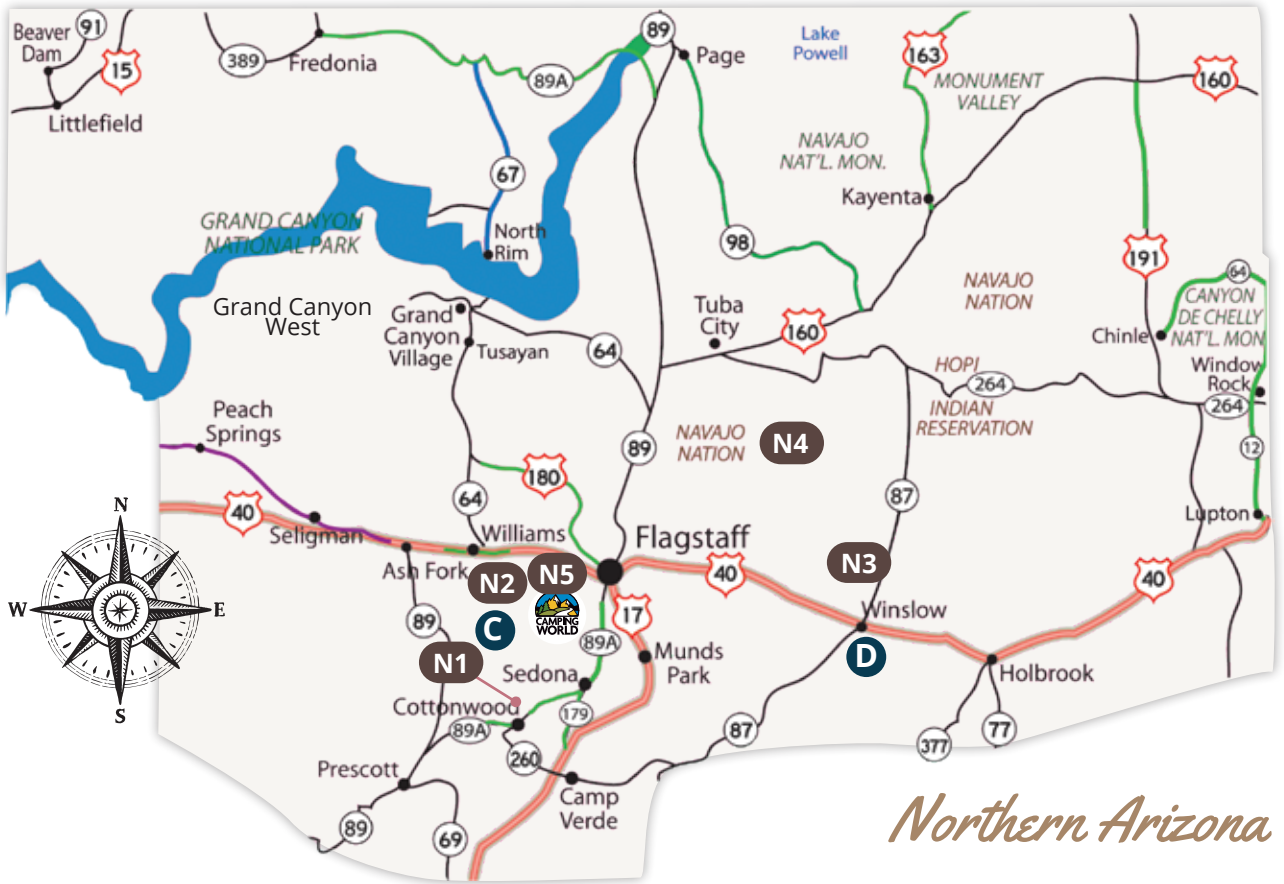 Beaver
Dam
91
15
Littlefield
389
Fredonia
89A
89
Page
Lake
Powell
163
MONUMENT
VALLEY
160
NAVAJO
NAT'L. MON.
Kayenta
67
North
Rim
GRAND CANYON
NATIONAL PARK
Grand Canyon
West
Grand
Canyon
Village
Tusayan
64
98
Tuba
City
160
NAVAJO
NATION
191
64
CANYON
DE CHELLY
NAT'L. MON.
Chinle
Window
Rock
HOPI
264
INDIAN
RESERVATION
264
12
Lupton
Peach
Springs
40
Seligman
64
180
89
NAVAJO
NATION
N4
87
Williams
Ash Fork
Flagstaff
N2
N5
CAMPING
WORLD
C
40
N3
Winslow
D
40
Holbrook
N
W
E
S
89
17
89A
N1
Sedona
Munds
Park
Cottonwood
89A
179
260
Prescott
Camp
Verde
87
377
77
89
69
Northern Arizona